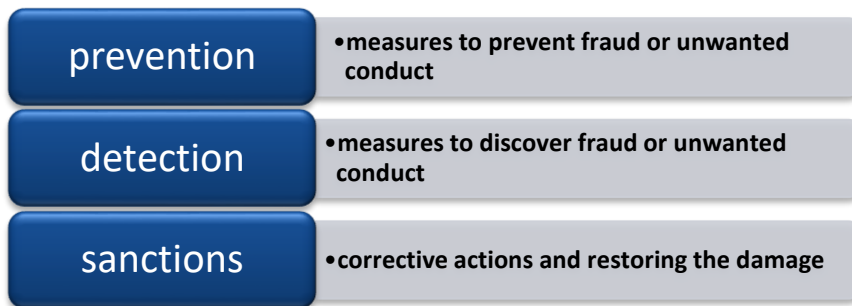 prevention
•measures to prevent fraud or unwanted
conduct
detection
•measures to discover fraud or unwanted
conduct
sanctions
•corrective actions and restoring the damage